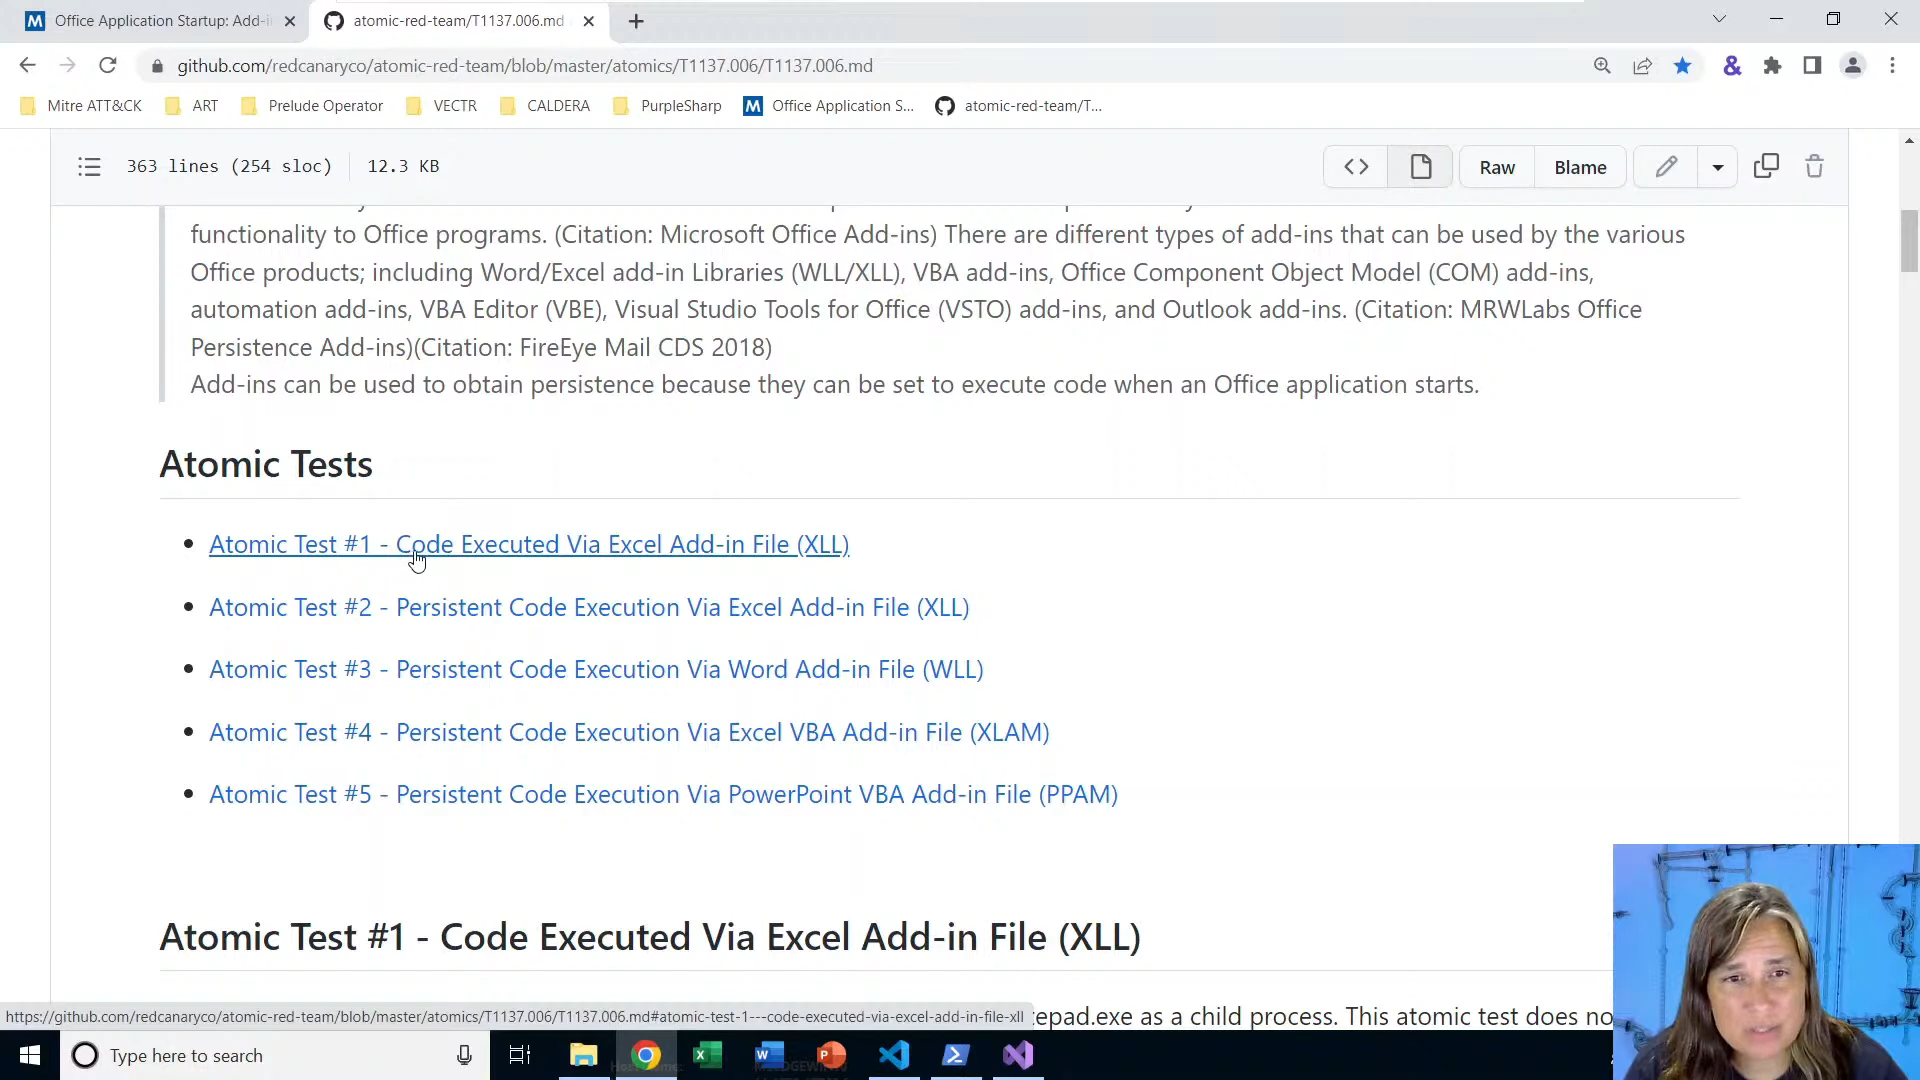 Office Application Startup: Add-i
atomic-red-team/T1137.006.md
github.com/redcanaryco/atomic-red-team/blob/master/atomics/T1137.006/T1137.006.md
Mitre ATT&CK
ART
Prelude Operator
VECTR
CALDERA
PurpleSharp
Office Application S...
atomic-red-team/T...
363 lines (254 sloc)
12.3 KB
Raw
Blame
functionality to Office programs. (Citation: Microsoft Office Add-ins) There are different types of add-ins that can be used by the various
Office products; including Word/Excel add-in Libraries (WLL/XLL), VBA add-ins, Office Component Object Model (COM) add-ins,
automation add-ins, VBA Editor (VBE), Visual Studio Tools for Office (VSTO) add-ins, and Outlook add-ins. (Citation: MRWLabs Office
Persistence Add-ins)(Citation: FireEye Mail CDS 2018)
Add-ins can be used to obtain persistence because they can be set to execute code when an Office application starts.
Atomic Tests
Atomic Test #1 - Code Executed Via Excel Add-in File (XLL)
Atomic Test #2 - Persistent Code Execution Via Excel Add-in File (XLL)
Atomic Test #3 - Persistent Code Execution Via Word Add-in File (WLL)
Atomic Test #4 - Persistent Code Execution Via Excel VBA Add-in File (XLAM)
Atomic Test #5 - Persistent Code Execution Via PowerPoint VBA Add-in File (PPAM)
Atomic Test #1 - Code Executed Via Excel Add-in File (XLL)
epad.exe as a child process. This atomic test does no
https://github.com/redcanaryco/atomic-red-team/blob/master/atomics/T1137.006/T1137.006.md#atomic-test-1---code-executed-via-excel-add-in-file-xll
Type here to search